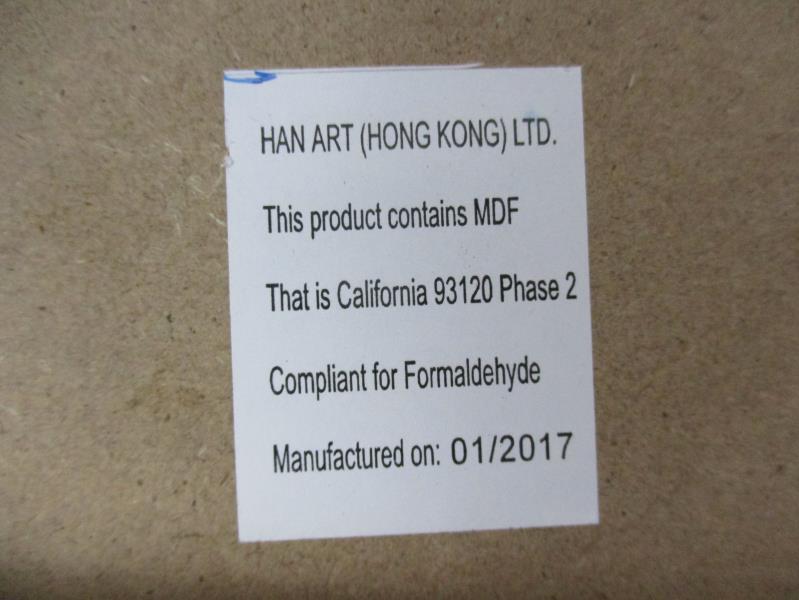 HAN ART (HONG KONG) LTD.
This product contains MDF
That is California 93120 Phase 2
Compliant for Formaldehyde
Manufactured on: 01/2017